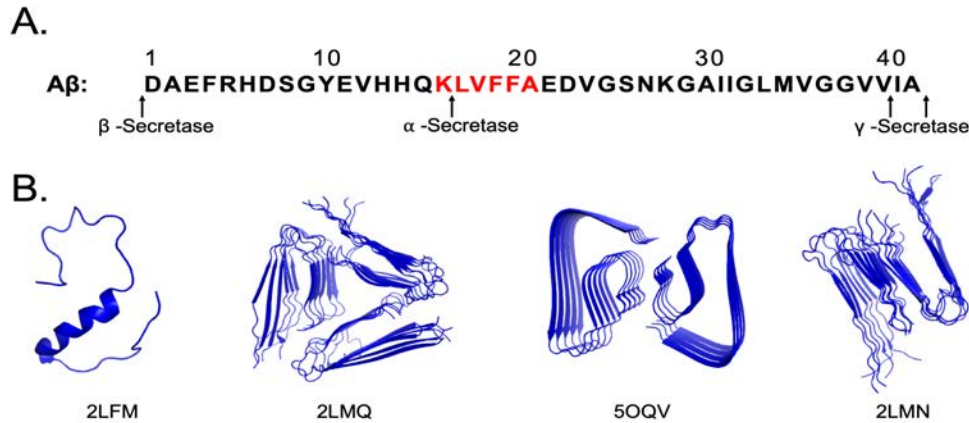 A.
1 10 20 30 40
Aβ: DAEFRHDSGYEVHHQKLVFFAEDVGSNKGAIIGLMVGGVVIA
β -Secretase α -Secretase γ -Secretase
B.
2LFM 2LMQ 5OQV 2LMN